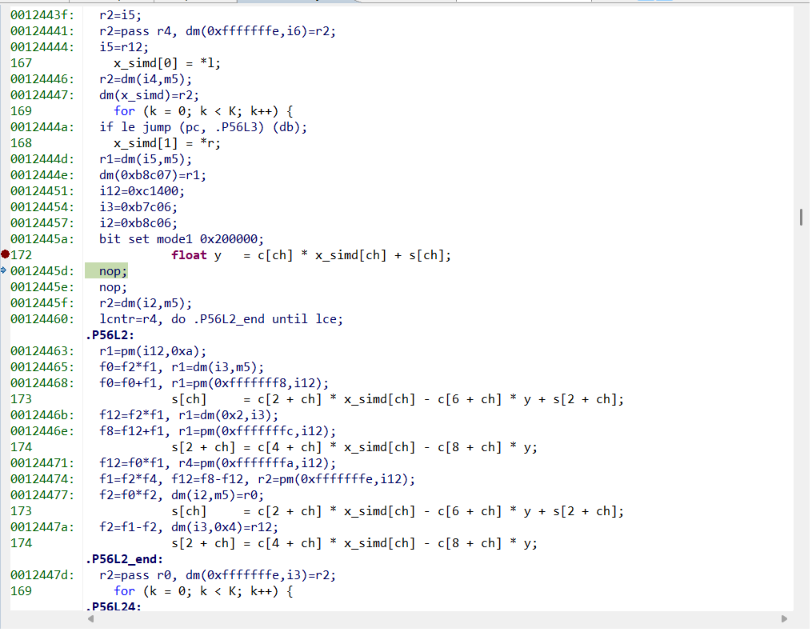 0012443f: r2=i5;
00124441: r2=pass r4, dm(0xfffffffe,i6)=r2;
00124444: i5=r12;
167 x_simd[0] = *l;
00124446: r2=dm(i4,m5);
00124447: dm(x_simd)=r2;
169 for (k = 0; k < K; k++) {
0012444a: if le jump (pc, .P56L3) (db);
168 x_simd[1] = *r;
0012444d: r1=dm(i5,m5);
0012444e: dm(0xb8c07)=r1;
00124451: i12=0xc1400;
00124454: i3=0xb7c06;
00124457: i2=0xb8c06;
0012445a: bit set mode1 0x200000;
172 float y = c[ch] * x_simd[ch] + s[ch];
0012445d: nop;
0012445e: nop;
0012445f: r2=dm(i2,m5);
00124460: lcntr=r4, do .P56L2_end until lce;
.P56L2:
00124463: r1=pm(i12,0xa);
00124465: f0=f2*f1, r1=dm(i3,m5);
00124468: f0=f0+f1, r1=pm(0xfffffff8,i12);
173 s[ch] = c[2 + ch] * x_simd[ch] - c[6 + ch] * y + s[2 + ch];
0012446b: f12=f2*f1, r1=dm(0x2,i3);
0012446e: f8=f12+f1, r1=pm(0xfffffffc,i12);
174 s[2 + ch] = c[4 + ch] * x_simd[ch] - c[8 + ch] * y;
00124471: f12=f0*f1, r4=pm(0xfffffffa,i12);
00124474: f1=f2*f4, f12=f8-f12, r2=pm(0xfffffffe,i12);
00124477: f2=f0*f2, dm(i2,m5)=r0;
173 s[ch] = c[2 + ch] * x_simd[ch] - c[6 + ch] * y + s[2 + ch];
0012447a: f2=f1-f2, dm(i3,0x4)=r12;
174 s[2 + ch] = c[4 + ch] * x_simd[ch] - c[8 + ch] * y;
.P56L2_end:
0012447d: r2=pass r0, dm(0xfffffffe,i3)=r2;
169 for (k = 0; k < K; k++) {
.P56L24: